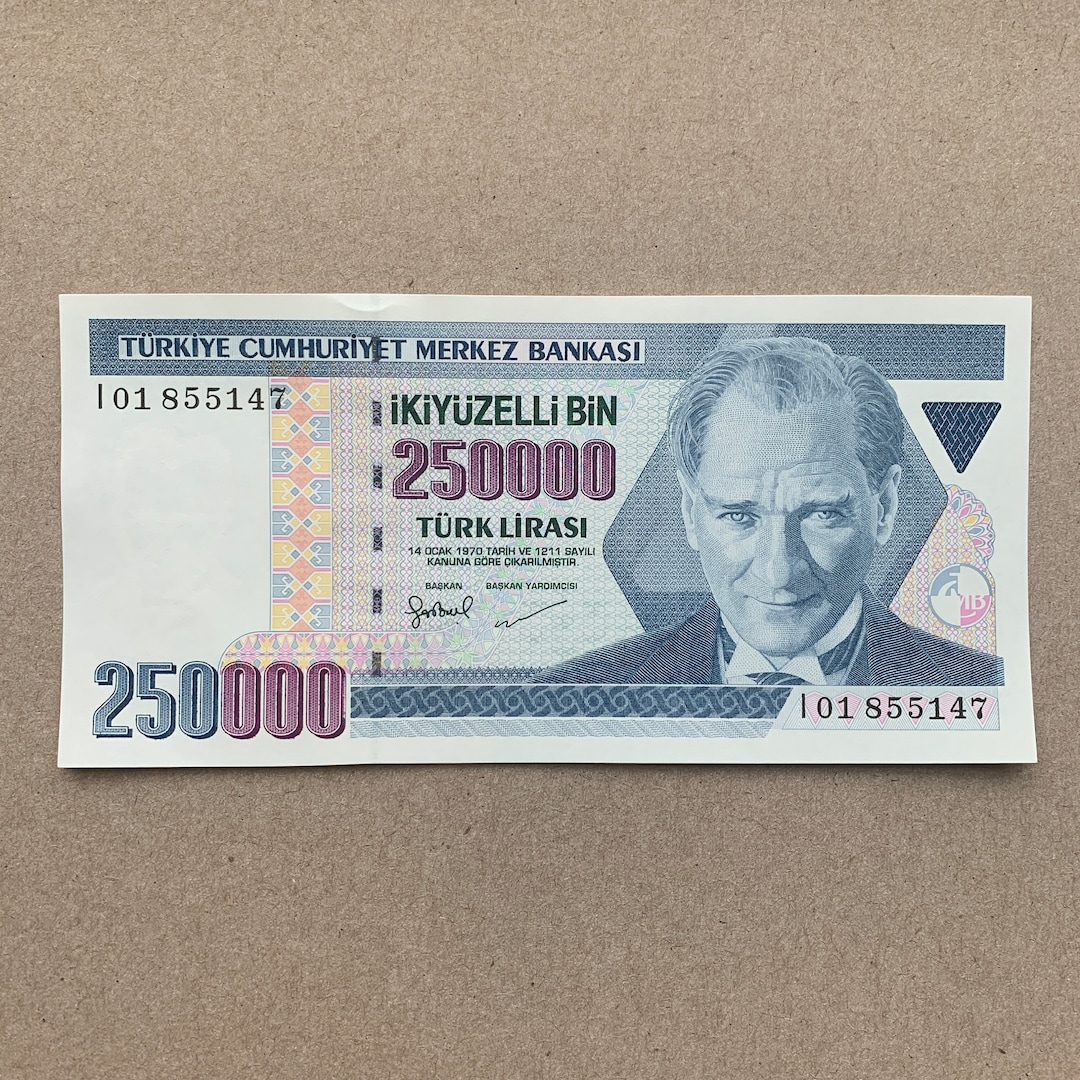 TÜRKİYE CUMHURİYET MERKEZ BANKASI
I01 855147
İKİYÜZELLİ BİN
250000
TÜRK LİRASI
14 OCAK 1970 TARİH VE 1211 SAYILI
KANUNA GÖRE ÇIKARILMIŞTIR.
BAŞKAN BAŞKAN YARDIMCISI
250000
I01 855147